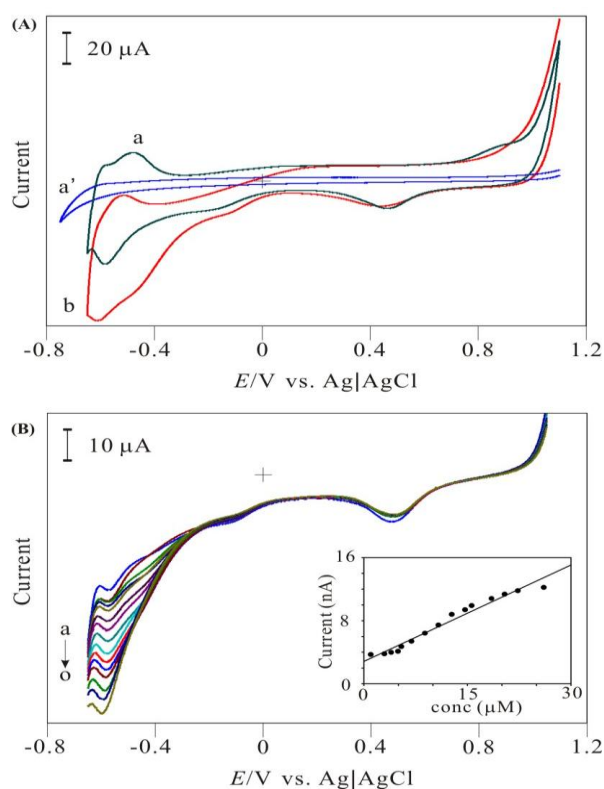 (A)
20 µA
Current
a
a'
b
-0.8 -0.4 0 0.4 0.8 1.2
E/V vs. Ag|AgCl
(B)
10 µA
Current
a
o
16
8
0
Current (nA)
0 15 30
conc (µM)
-0.8 -0.4 0 0.4 0.8 1.2
E/V vs. Ag|AgCl